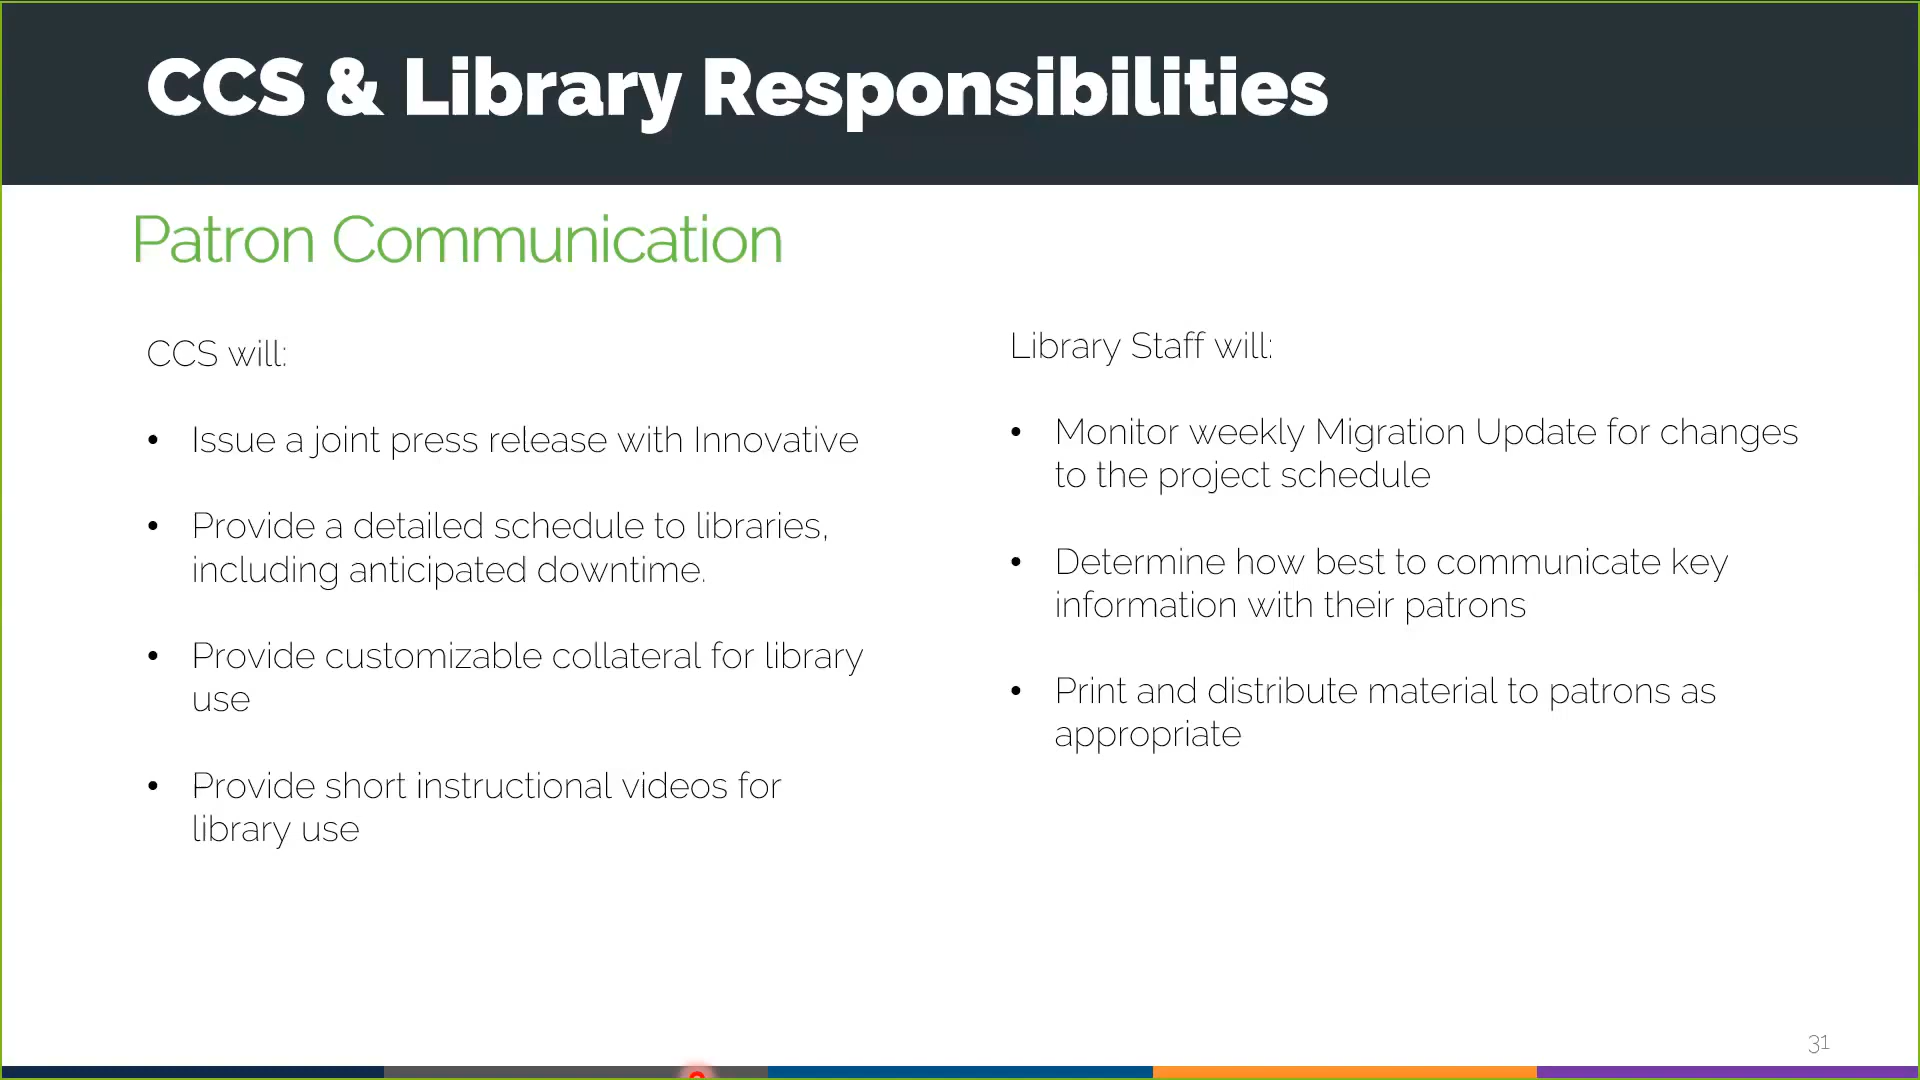 CCS & Library Responsibilities
Patron Communication
CCS will:
• Issue a joint press release with Innovative
• Provide a detailed schedule to libraries,
including anticipated downtime.
• Provide customizable collateral for library
use
• Provide short instructional videos for
library use
Library Staff will:
• Monitor weekly Migration Update for changes
to the project schedule
• Determine how best to communicate key
information with their patrons
• Print and distribute material to patrons as
appropriate
31